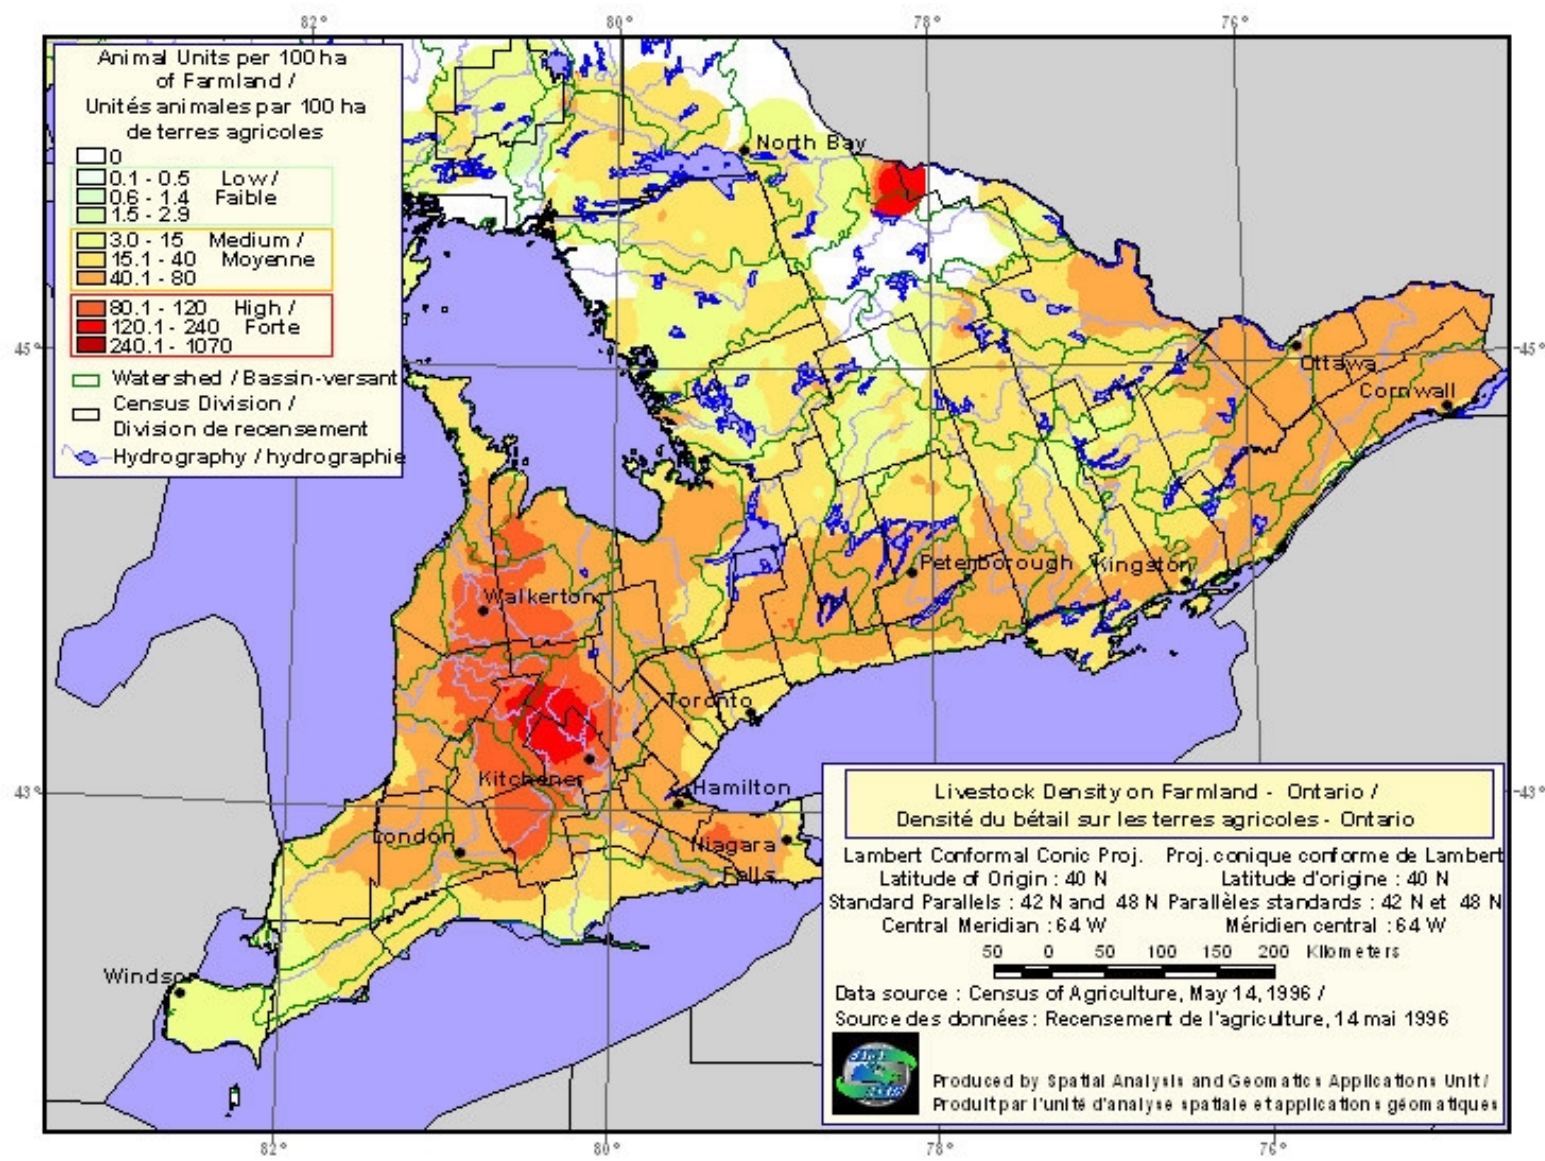 82°
80°
78°
76°
Animal Units per 100 ha
of Farmland /
Unités animales par 100 ha
de terres agricoles
0
0.1 - 0.5 Low /
0.6 - 1.4 Faible
1.5 - 2.9
3.0 - 15 Medium /
15.1 - 40 Moyenne
40.1 - 80
80.1 - 120 High /
120.1 - 240 Forte
240.1 - 1070
Watershed / Bassin-versant
Census Division /
Division de recensement
Hydrography / hydrographie
North Bay
45°
45°
Ottawa
Cornwall
Peterborough
Kingston
Walkerton
Toronto
Kitchener
Hamilton
43°
43°
London
Niagara
Falls
Windsor
Livestock Density on Farmland - Ontario /
Densité du bétail sur les terres agricoles - Ontario
Lambert Conformal Conic Proj. Proj. conique conforme de Lambert
Latitude of Origin : 40 N Latitude d'origine : 40 N
Standard Parallels : 42 N and 48 N Parallèles standards : 42 N et 48 N
Central Meridian : 64 W Méridien central : 64 W
50 0 50 100 150 200 Kilometers
Data source : Census of Agriculture, May 14, 1996 /
Source des données : Recensement de l'agriculture, 14 mai 1996
Produced by Spatial Analysis and Geomatics Applications Unit /
Produit par l'unité d'analyse spatiale et applications géomatiques
82°
80°
78°
76°